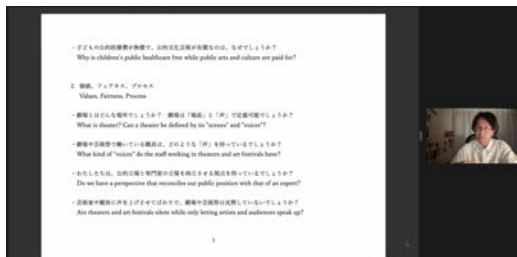 ・子どもの公的医療費が無償で、公的文化芸術が有償なのは、なぜでしょうか？
Why is children's public healthcare free while public arts and culture are paid for?
2. 価値、フェアネス、プロセス
Values, Fairness, Process
・劇場とはどんな場所でしょうか？ 劇場は「場面」と「声」で定義可能でしょうか？
What is theater? Can a theater be defined by its "scenes" and "voices"?
・劇場や芸術祭で働いている職員は、どのような「声」を持っているでしょうか？
What kind of "voices" do the staff working in theaters and art festivals have?
・わたしたちは、公的立場と専門家の立場を両立させる視点を持っているでしょうか？
Do we have a perspective that reconciles our public position with that of an expert?
・芸術家や観客に声を上げさせてばかりで、劇場や芸術祭は沈黙していないでしょうか？
Are theaters and art festivals silent while only letting artists and audiences speak up?
3